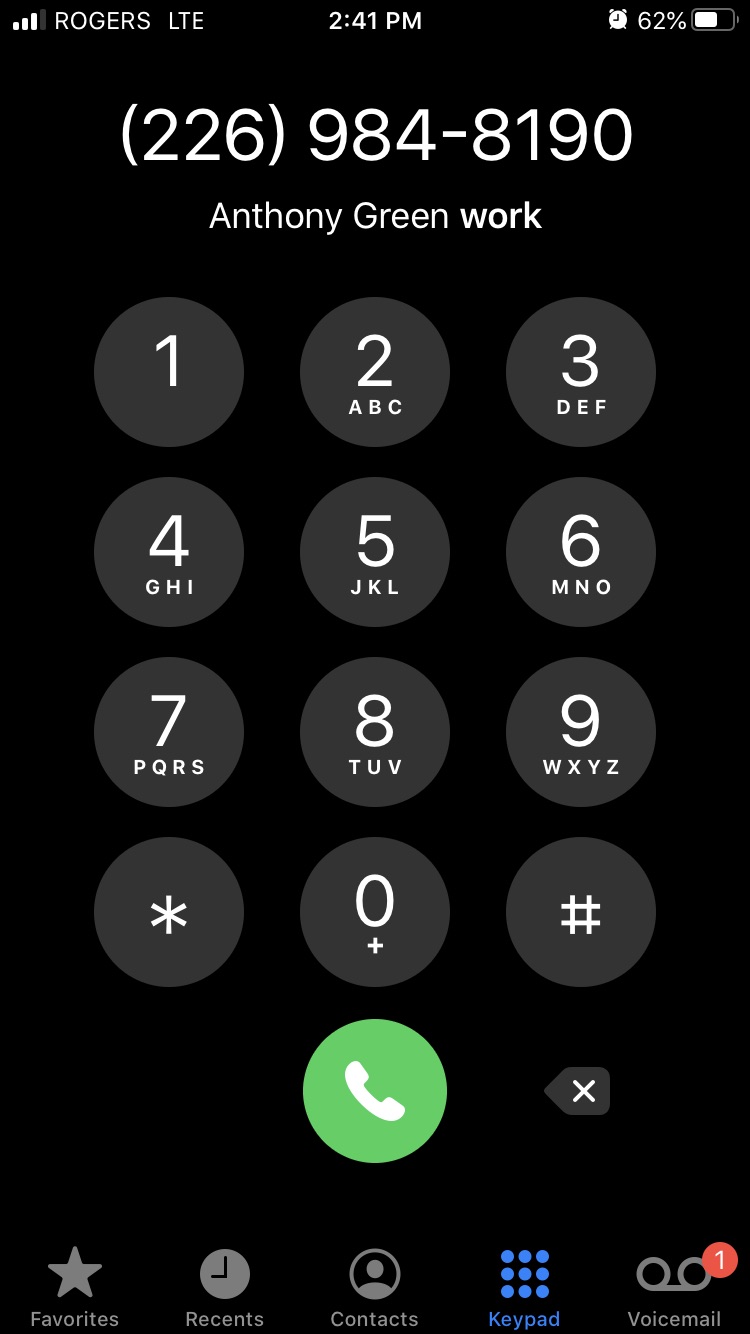 ROGERS LTE 2:41 PM 62%
(226) 984-8190
Anthony Green work
1 2 3
ABC DEF
4 5 6
GHI JKL MNO
7 8 9
PQRS TUV WXYZ
* 0 #
+
1
Favorites Recents Contacts Keypad Voicemail